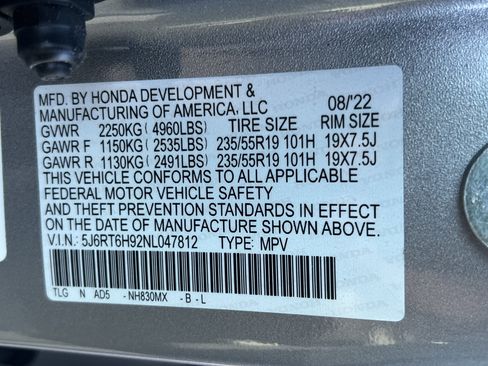 MFD. BY HONDA DEVELOPMENT &
MANUFACTURING OF AMERICA, LLC 08/'22
GVWR 2250KG(4960LBS) TIRE SIZE RIM SIZE
GAWR F 1150KG(2535LBS) 235/55R19 101H 19X7.5J
GAWR R 1130KG(2491LBS) 235/55R19 101H 19X7.5J
THIS VEHICLE CONFORMS TO ALL APPLICABLE
FEDERAL MOTOR VEHICLE SAFETY
AND THEFT PREVENTION STANDARDS IN EFFECT
ON THE DATE OF MANUFACTURE SHOWN ABOVE.
V.I.N.: 5J6RT6H92NL047812 TYPE: MPV
TLG N AD5 -NH830MX -B-L